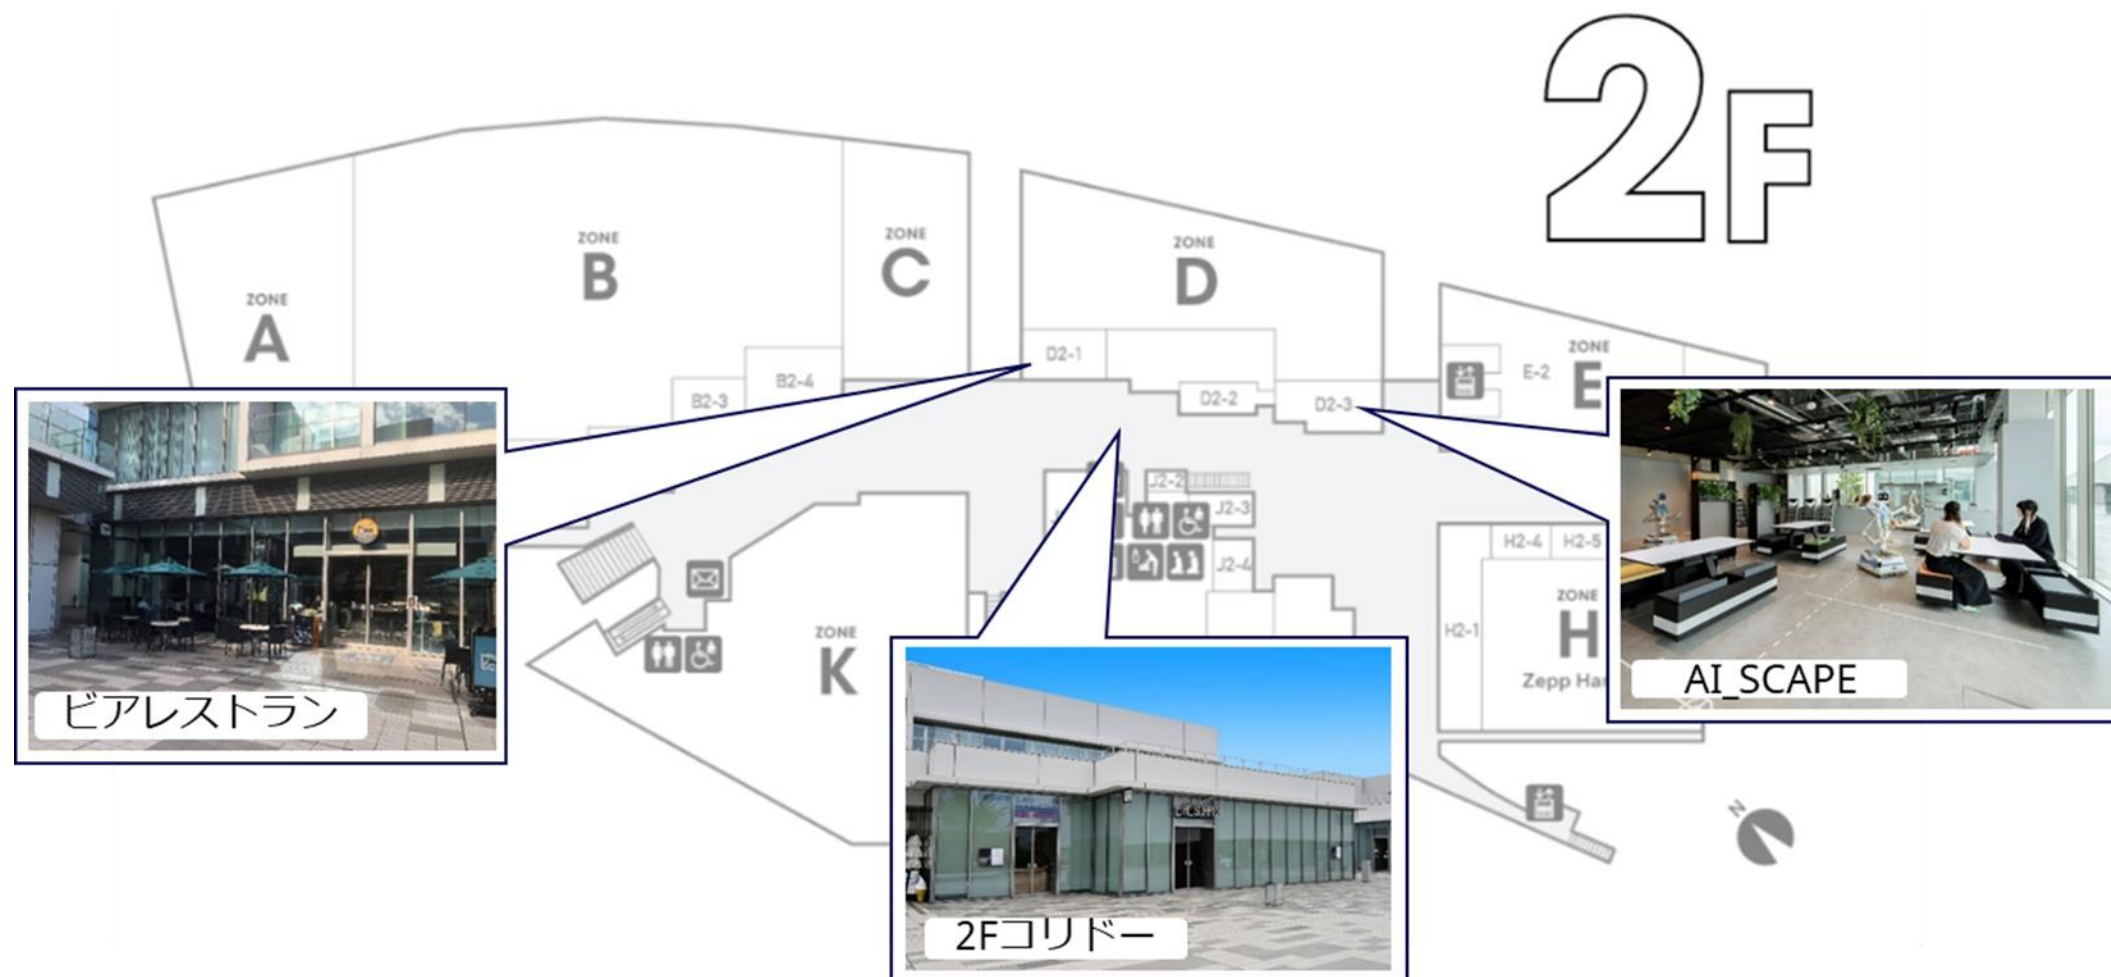 2F
ZONE
A
ZONE
B
ZONE
C
ZONE
D
ZONE
E
E-2
D2-1
B2-4
B2-3
D2-2
D2-3
J2-2
J2-3
J2-4
H2-4
H2-5
H2-1
ZONE
H
Zepp Ha
ZONE
K
N
ビアレストラン
2Fコリドー
AI_SCAPE